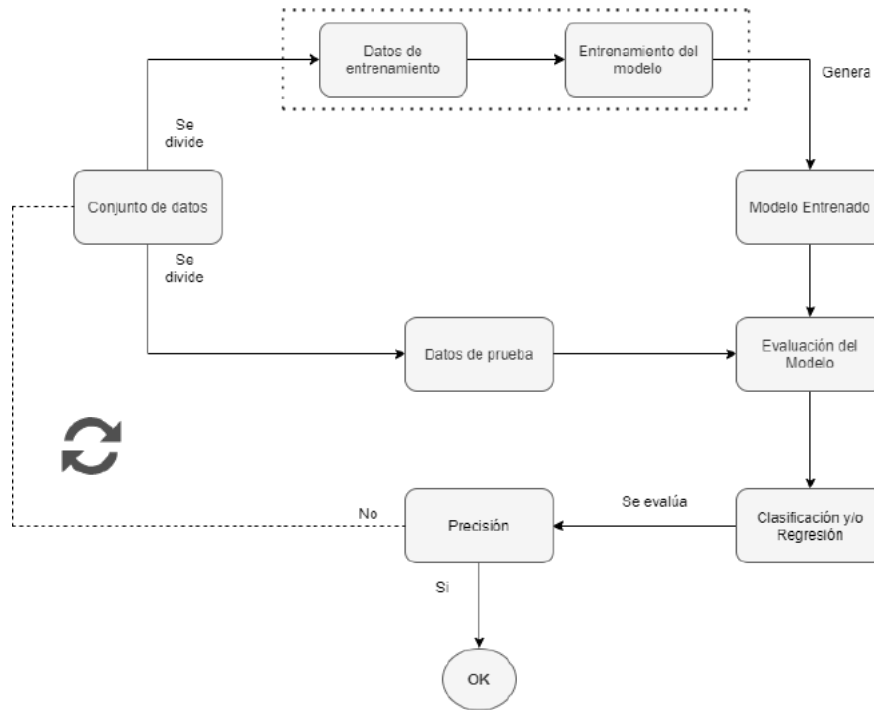 Datos de
entrenamiento
Entrenamiento del
modelo
Genera
Se
divide
Conjunto de datos
Modelo Entrenado
Se
divide
Datos de prueba
Evaluación del
Modelo
No
Precisión
Se evalúa
Clasificación y/o
Regresión
Si
OK